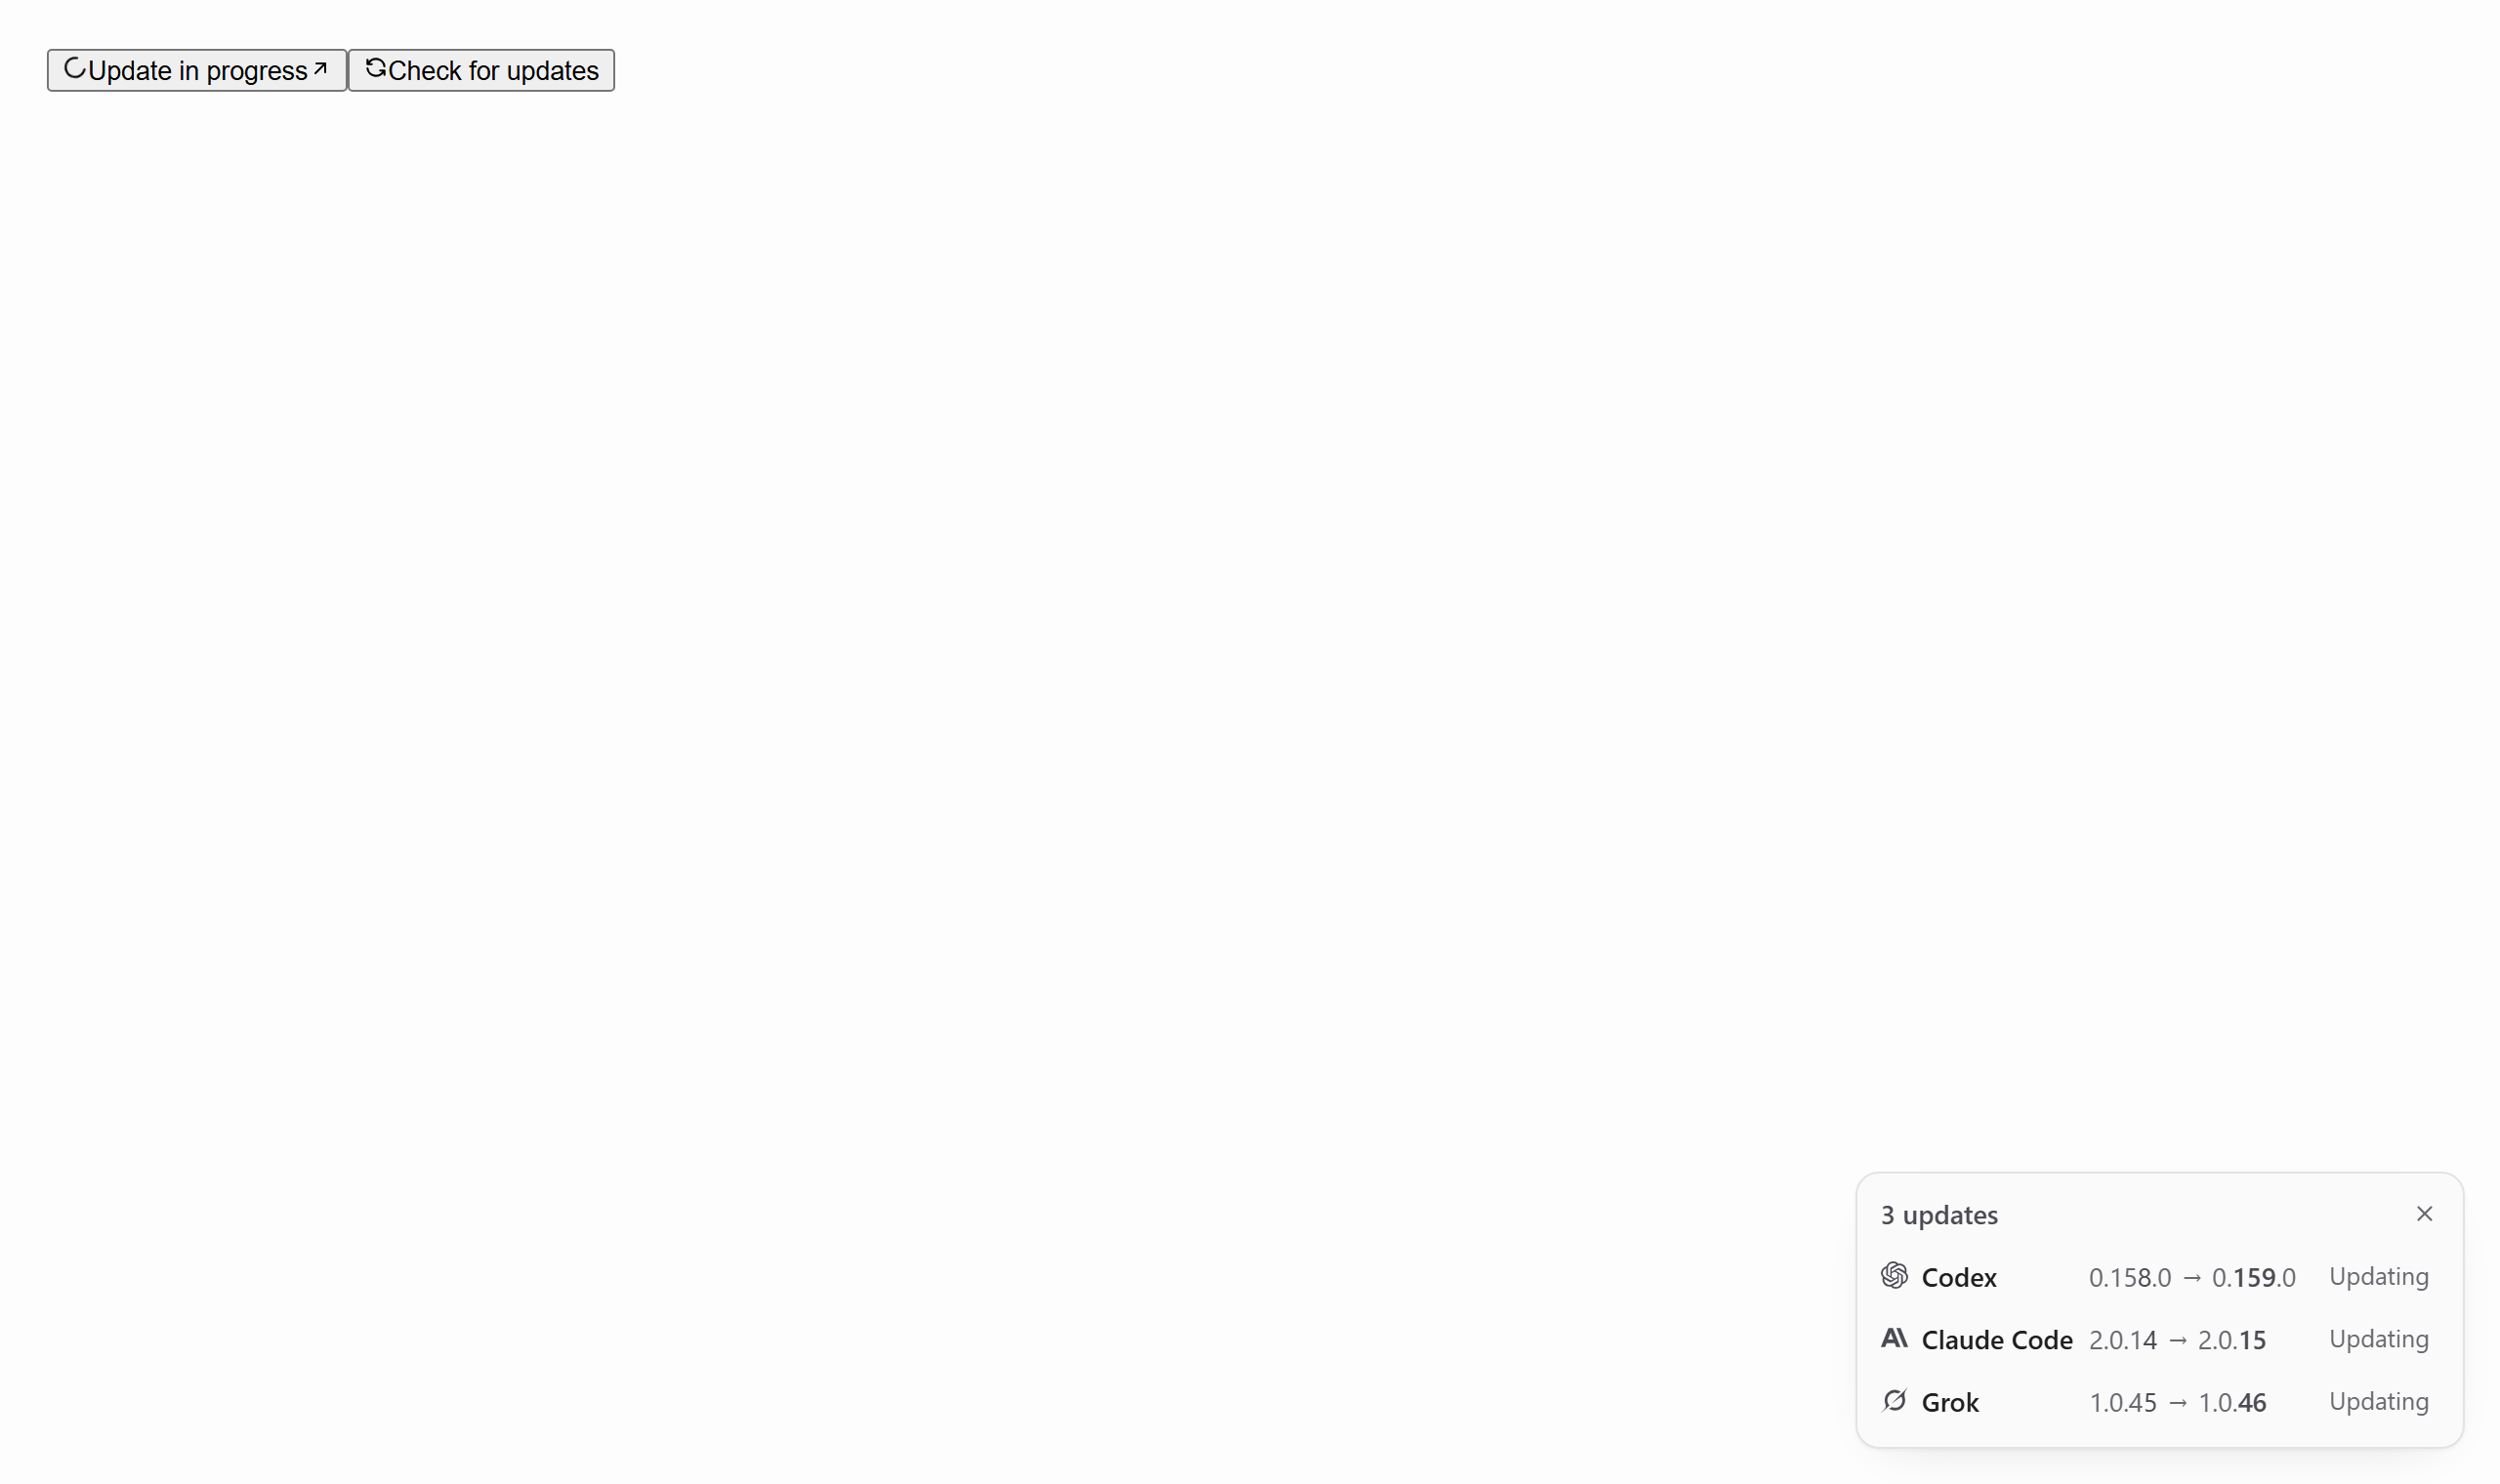 Update in progress Check for updates
3 updates
Codex 0.158.0 → 0.159.0 Updating
Claude Code 2.0.14 → 2.0.15 Updating
Grok 1.0.45 → 1.0.46 Updating